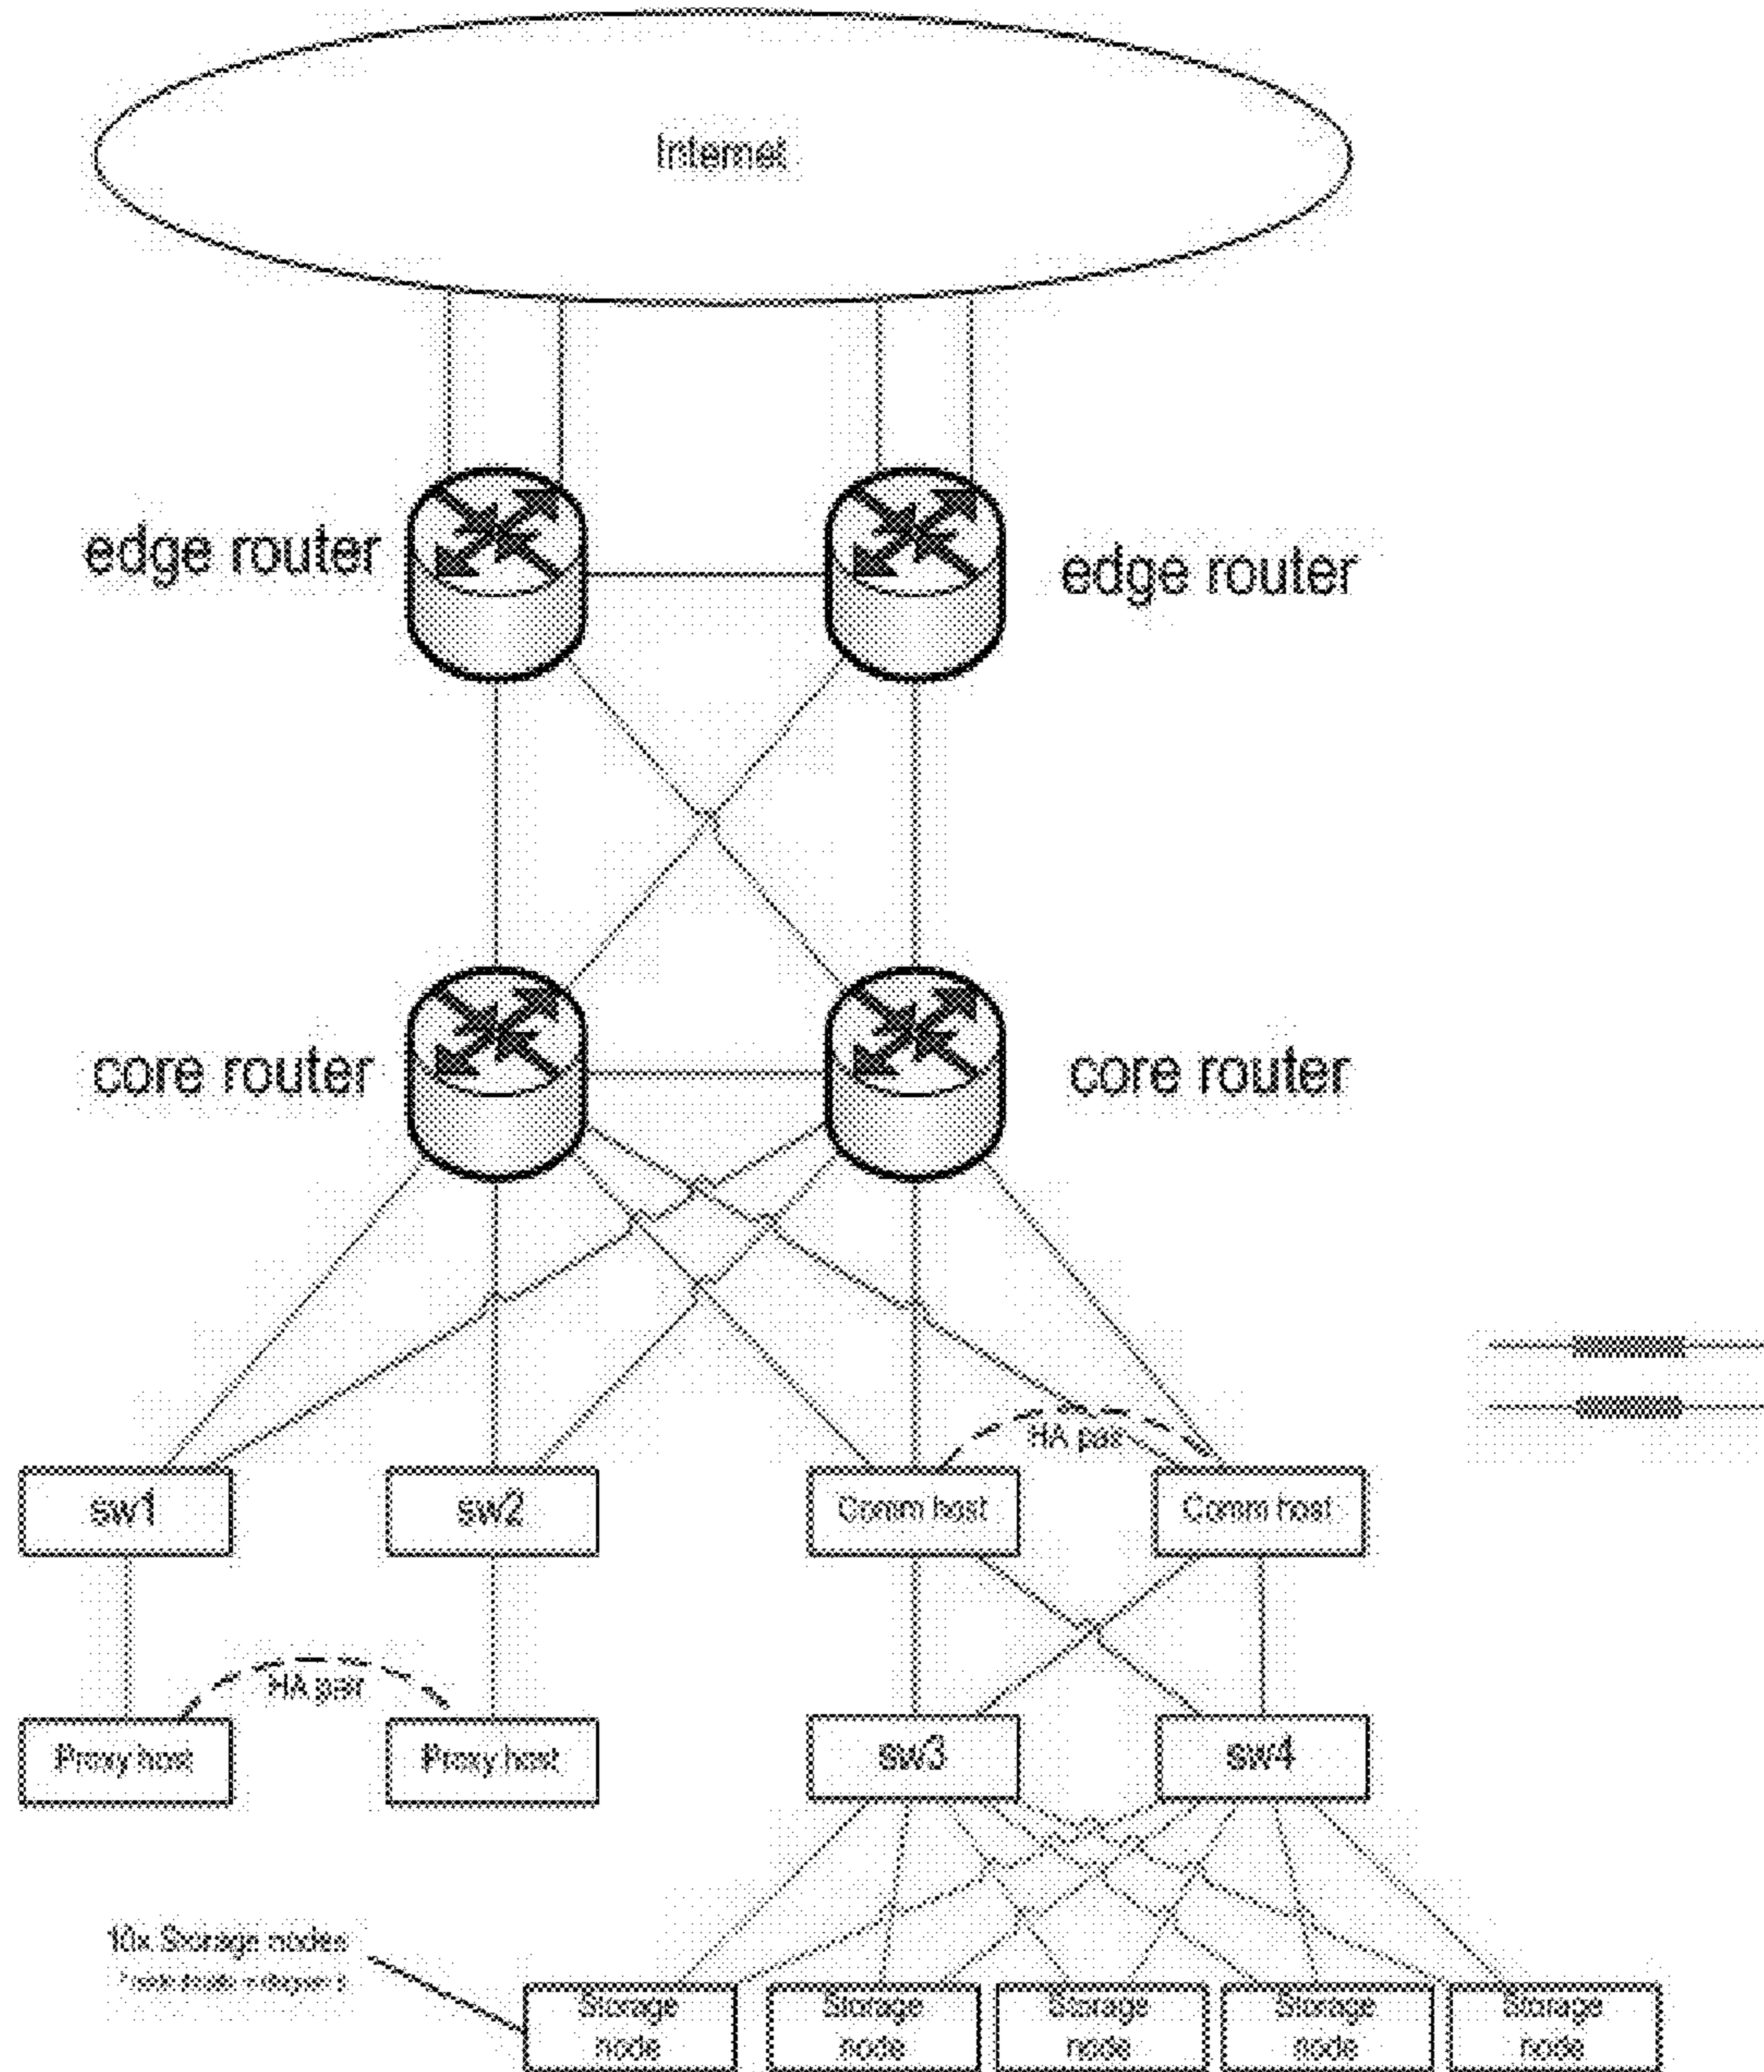 Internet
edge router
edge router
core router
core router
HA pair
sw1
sw2
Comm host
Comm host
HA pair
Proxy host
Proxy host
sw3
sw4
10x Storage nodes
Storage
node
Storage
node
Storage
node
Storage
node
Storage
node